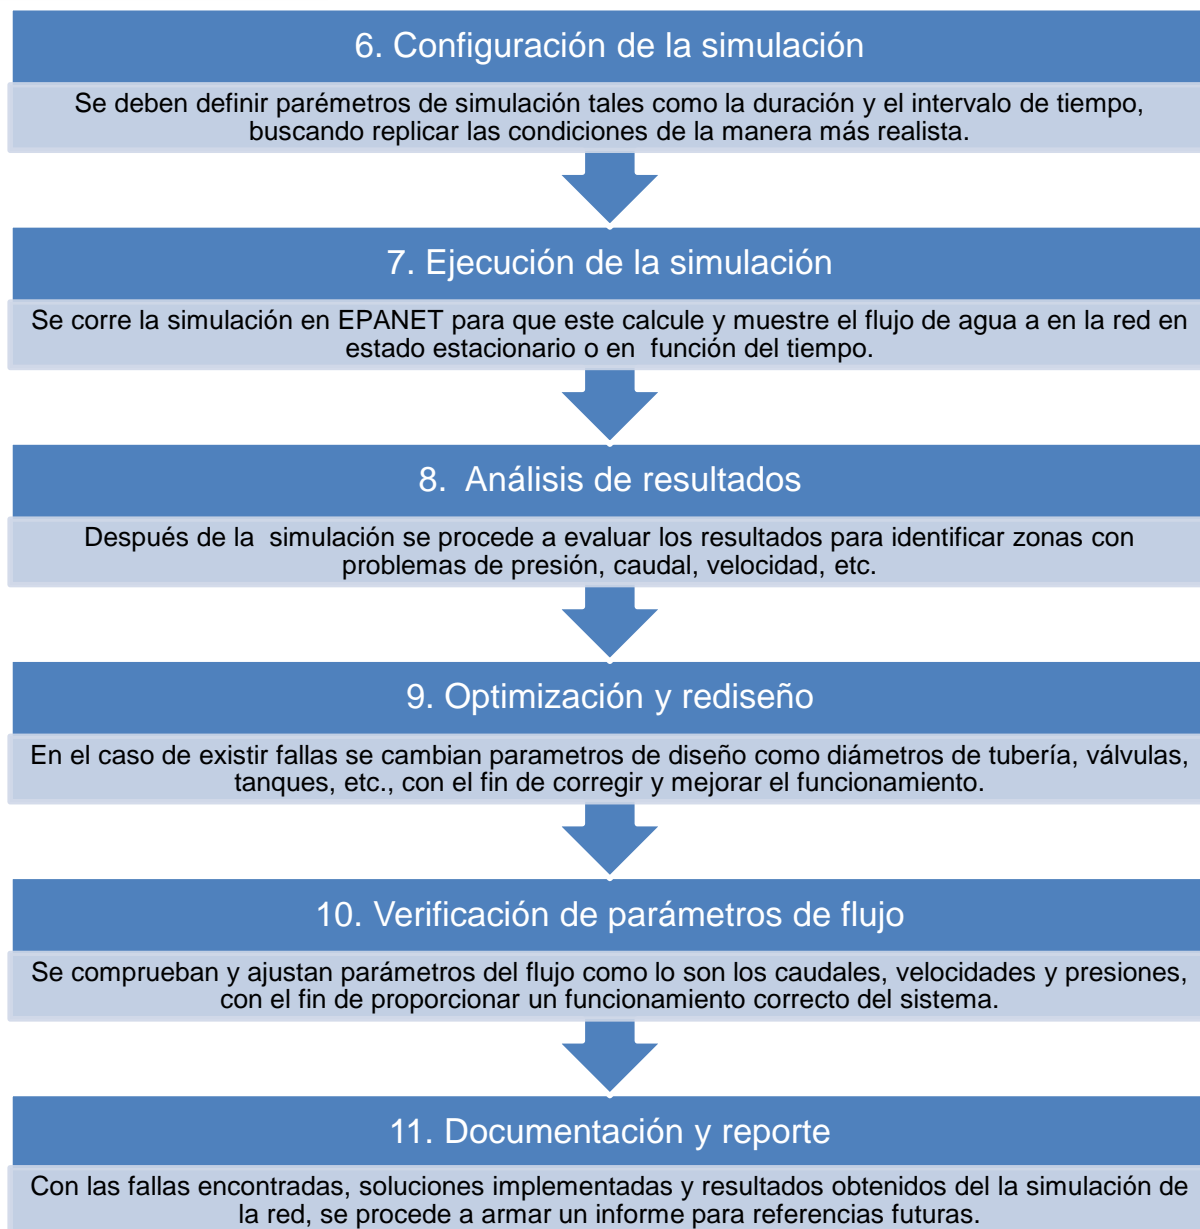 6. Configuración de la simulación
Se deben definir parémetros de simulación tales como la duración y el intervalo de tiempo,
buscando replicar las condiciones de la manera más realista.
7. Ejecución de la simulación
Se corre la simulación en EPANET para que este calcule y muestre el flujo de agua a en la red en
estado estacionario o en función del tiempo.
8. Análisis de resultados
Después de la simulación se procede a evaluar los resultados para identificar zonas con
problemas de presión, caudal, velocidad, etc.
9. Optimización y rediseño
En el caso de existir fallas se cambian parametros de diseño como diámetros de tubería, válvulas,
tanques, etc., con el fin de corregir y mejorar el funcionamiento.
10. Verificación de parámetros de flujo
Se comprueban y ajustan parámetros del flujo como lo son los caudales, velocidades y presiones,
con el fin de proporcionar un funcionamiento correcto del sistema.
11. Documentación y reporte
Con las fallas encontradas, soluciones implementadas y resultados obtenidos del la simulación de
la red, se procede a armar un informe para referencias futuras.